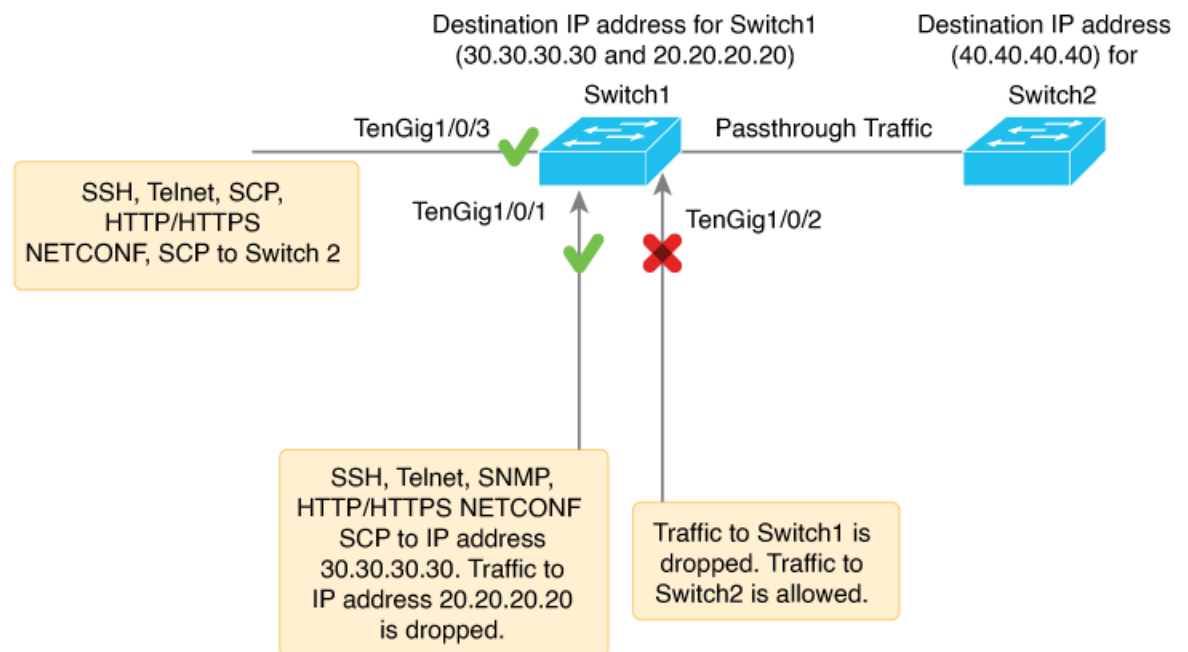 Destination IP address for Switch1
(30.30.30.30 and 20.20.20.20)
Destination IP address
(40.40.40.40) for
Switch1
Switch2
TenGig1/0/3
Passthrough Traffic
SSH, Telnet, SCP,
HTTP/HTTPS
NETCONF, SCP to Switch 2
TenGig1/0/1
TenGig1/0/2
SSH, Telnet, SNMP,
HTTP/HTTPS NETCONF
SCP to IP address
30.30.30.30. Traffic to
IP address 20.20.20.20
is dropped.
Traffic to Switch1 is
dropped. Traffic to
Switch2 is allowed.